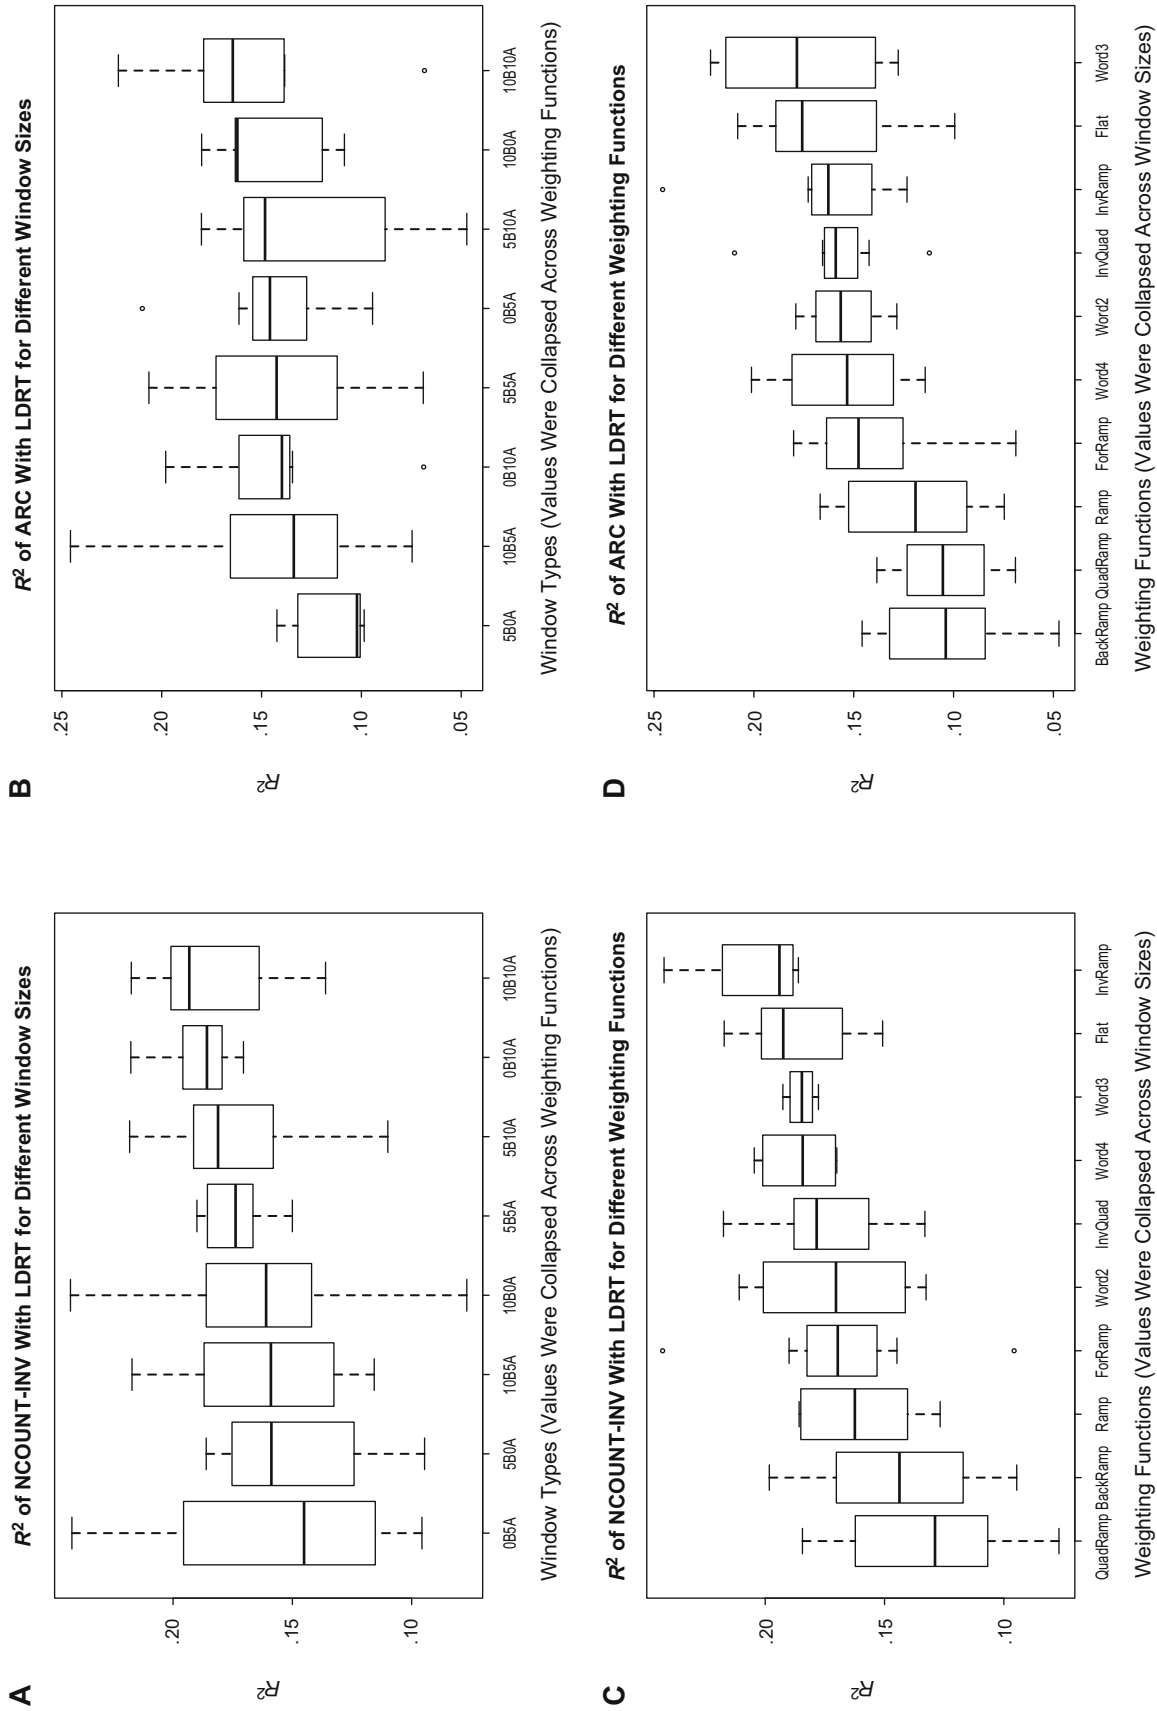 A
R² of NCOUNT-INV With LDRT for Different Window Sizes
R²
.20
.15
.10
0B5A 5B0A 10B5A 10B0A 5B5A 5B10A 0B10A 10B10A
Window Types (Values Were Collapsed Across Weighting Functions)
B
R² of ARC With LDRT for Different Window Sizes
R²
.25
.20
.15
.10
.05
5B0A 10B5A 0B10A 5B5A 0B5A 5B10A 10B0A 10B10A
Window Types (Values Were Collapsed Across Weighting Functions)
C
R² of NCOUNT-INV With LDRT for Different Weighting Functions
R²
.20
.15
.10
QuadRamp BackRamp Ramp ForRamp Word2 InvQuad Word4 Word3 Flat InvRamp
Weighting Functions (Values Were Collapsed Across Window Sizes)
D
R² of ARC With LDRT for Different Weighting Functions
R²
.25
.20
.15
.10
.05
BackRamp QuadRamp Ramp ForRamp Word4 Word2 InvQuad InvRamp Flat Word3
Weighting Functions (Values Were Collapsed Across Window Sizes)